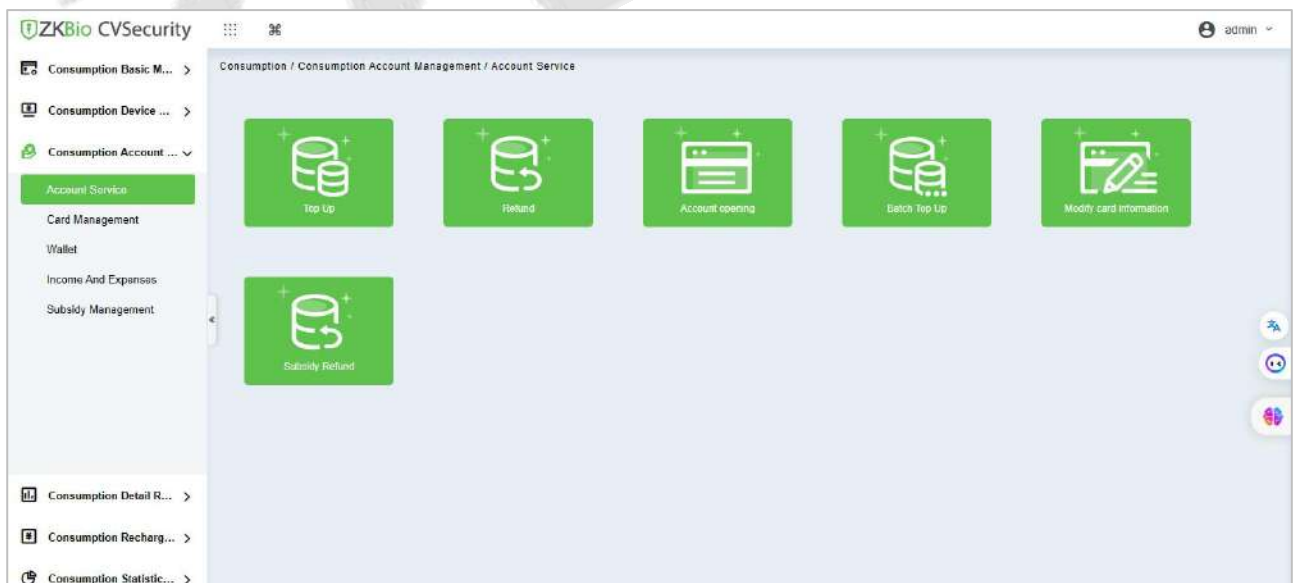 ZKBio CVSecurity
admin
Consumption Basic M...
Consumption / Consumption Account Management / Account Service
Consumption Device ...
Consumption Account ...
Account Service
Card Management
Wallet
Income And Expenses
Subsidy Management
Top Up
Refund
Account opening
Batch Top Up
Modify card information
Subsidy Refund
Consumption Detail R...
Consumption Recharg...
Consumption Statistic...